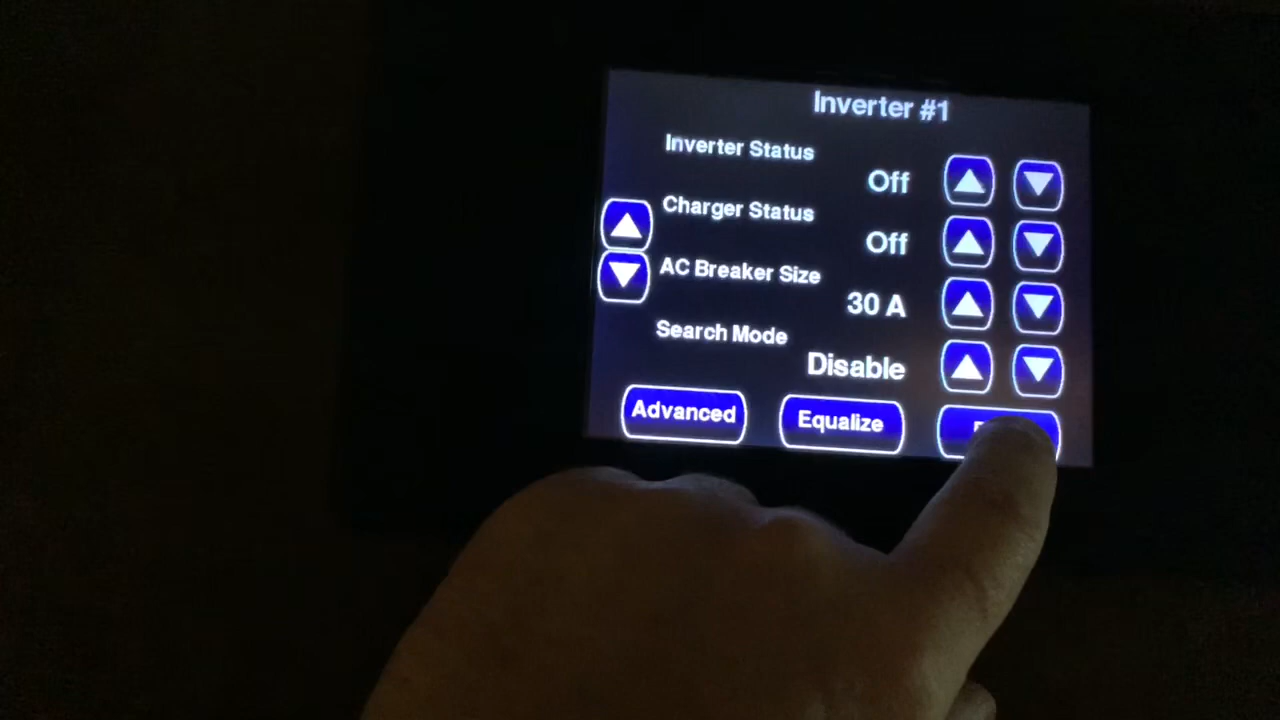 Inverter #1
Inverter Status
Off
Charger Status
Off
AC Breaker Size
30 A
Search Mode
Disable
Advanced
Equalize